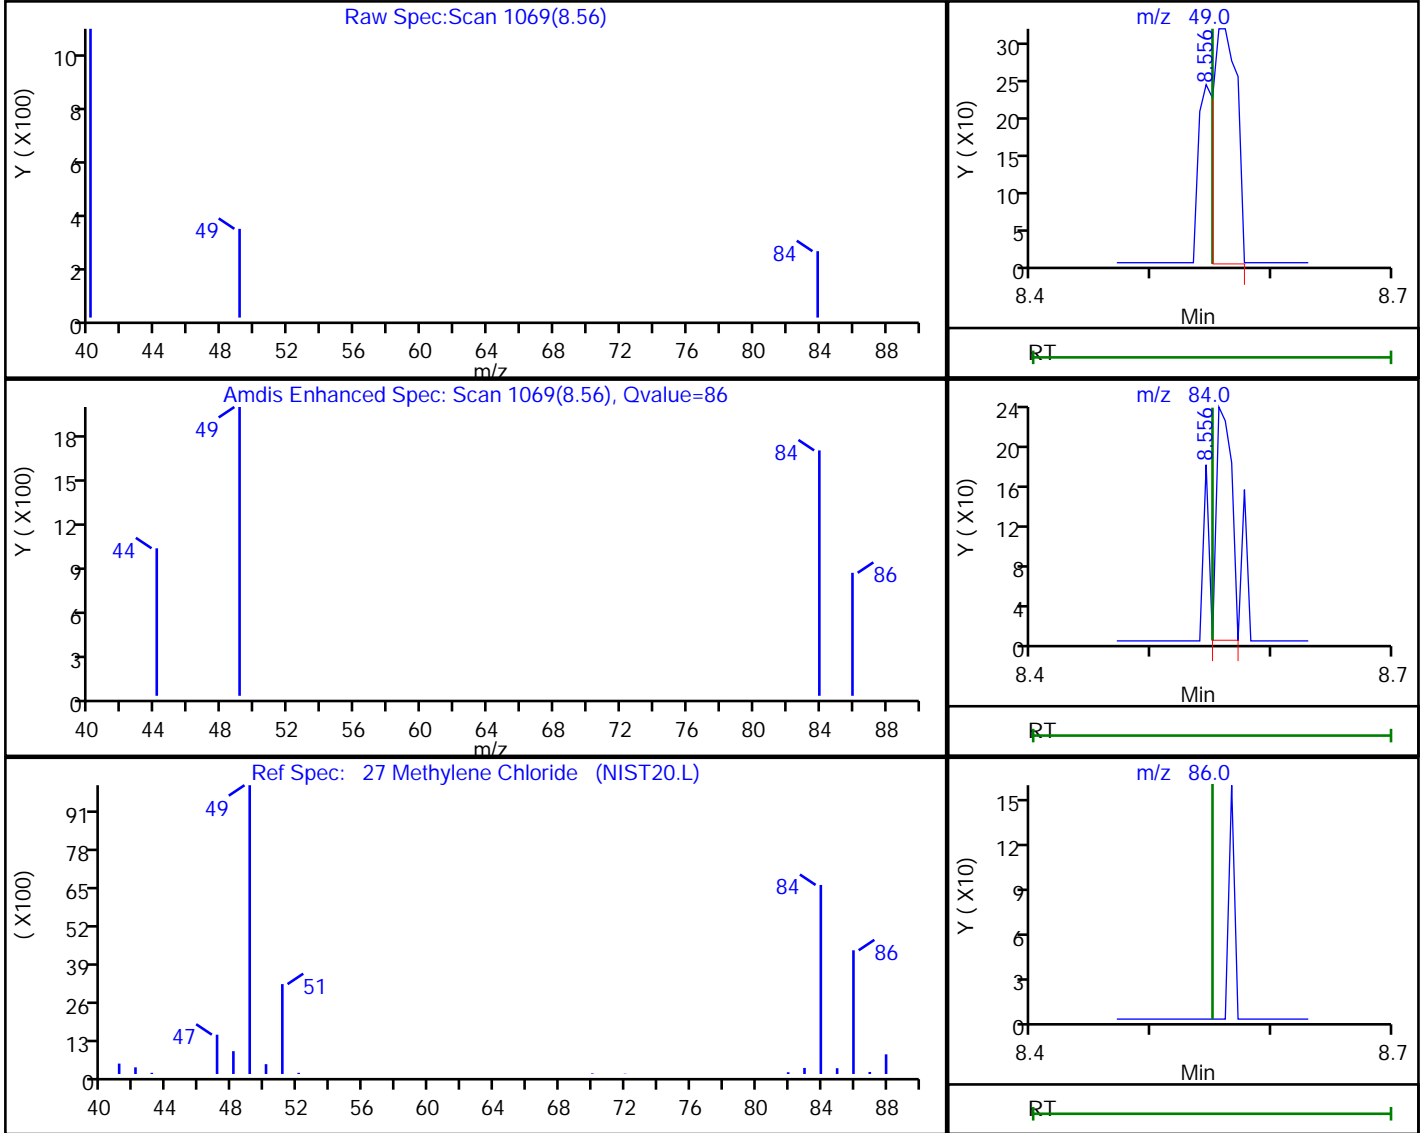 Raw Spec:Scan 1069(8.56)
Y ( X100)
10
8
6
4
2
0
49
84
40 44 48 52 56 60 64 68 72 76 80 84 88
m/z
m/z 49.0
Y ( X10)
30
25
20
15
10
5
0
8.556
8.4 8.7
Min
RT
Amdis Enhanced Spec: Scan 1069(8.56), Qvalue=86
Y ( X100)
18
15
12
9
6
3
0
44
49
84
86
40 44 48 52 56 60 64 68 72 76 80 84 88
m/z
m/z 84.0
Y ( X10)
24
20
16
12
8
4
0
8.556
8.4 8.7
Min
RT
Ref Spec: 27 Methylene Chloride (NIST20.L)
( X100)
91
78
65
52
39
26
13
0
47
49
51
84
86
40 44 48 52 56 60 64 68 72 76 80 84 88
m/z 86.0
Y ( X10)
15
12
9
6
3
0
8.4 8.7
Min
RT